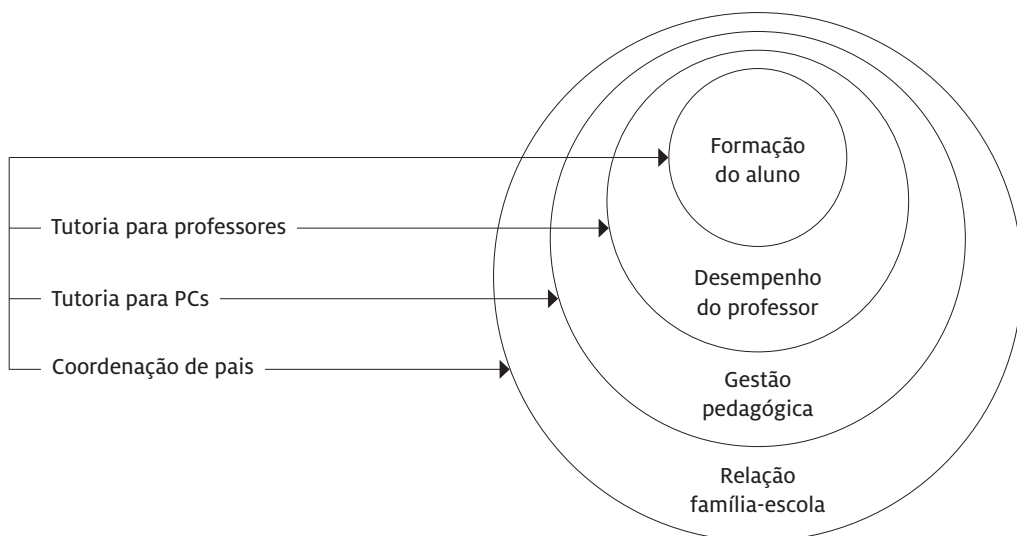 Formação
do aluno
Tutoria para professores
Desempenho
do professor
Tutoria para PCs
Coordenação de pais
Gestão
pedagógica
Relação
família-escola